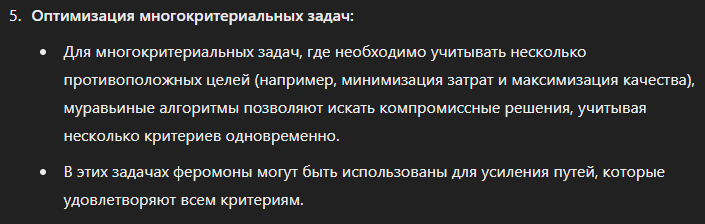 5. Оптимизация многокритериальных задач:
• Для многокритериальных задач, где необходимо учитывать несколько
противоположных целей (например, минимизация затрат и максимизация качества),
муравьиные алгоритмы позволяют искать компромиссные решения, учитывая
несколько критериев одновременно.
• В этих задачах феромоны могут быть использованы для усиления путей, которые
удовлетворяют всем критериям.